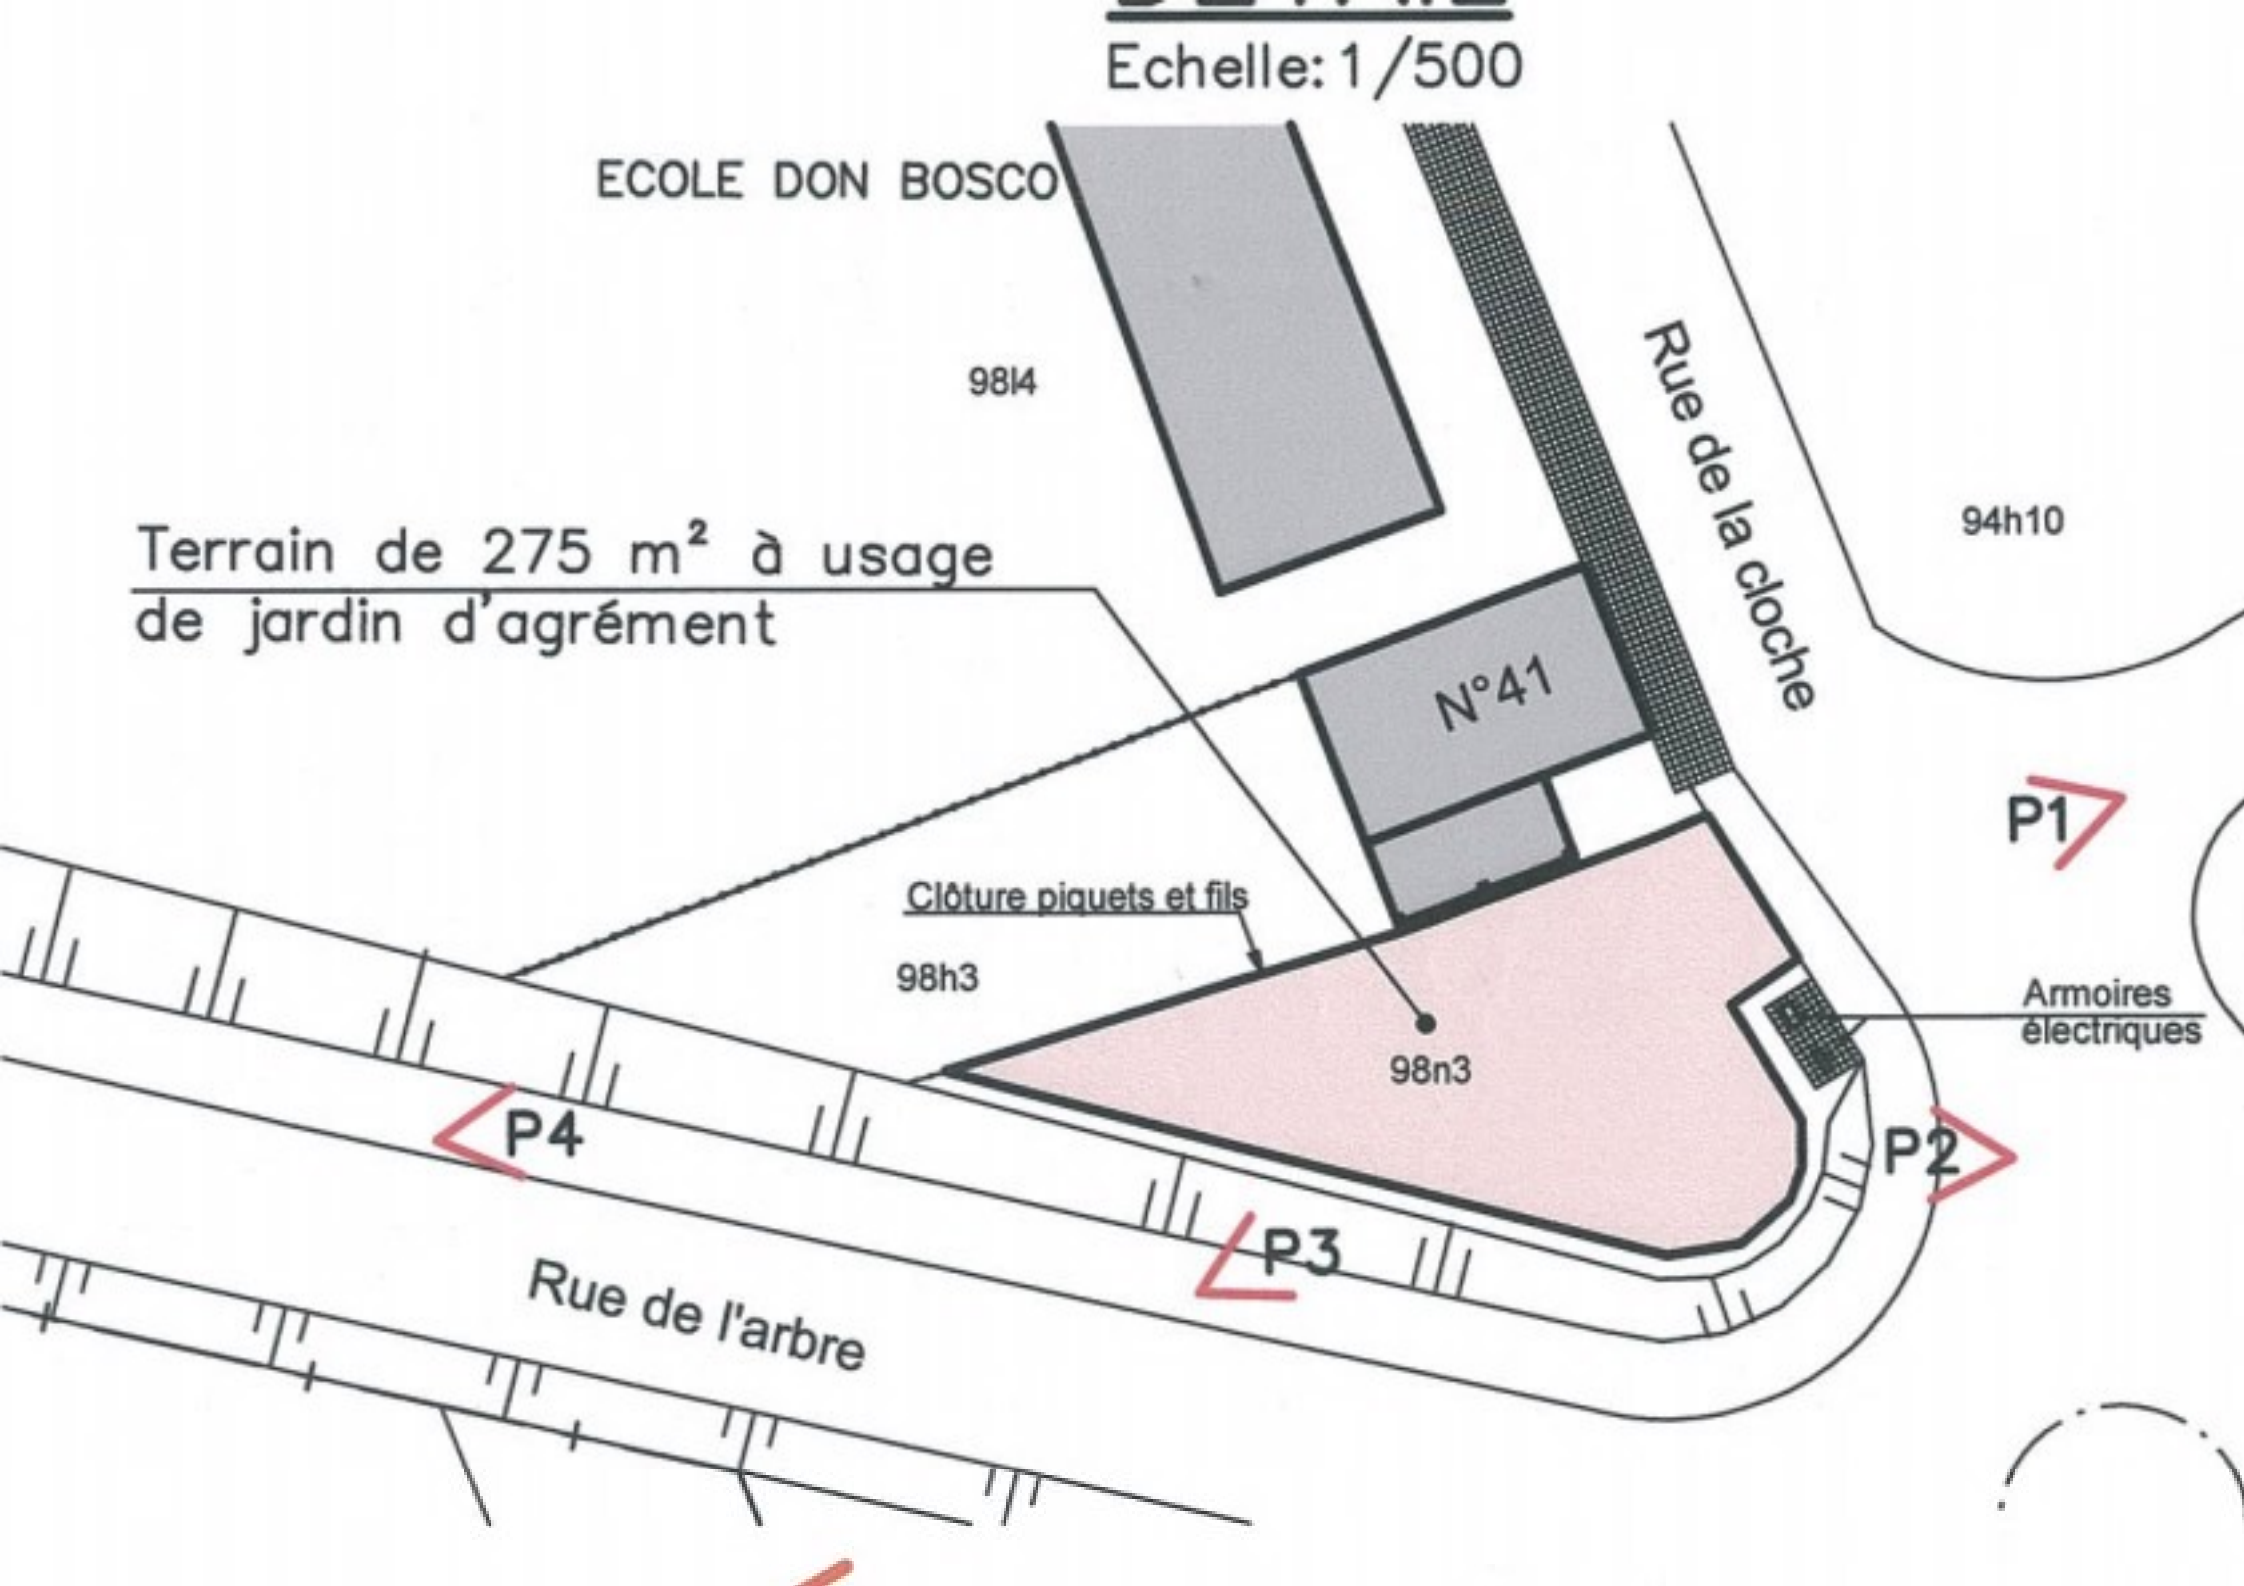 Echelle: 1/500
ECOLE DON BOSCO
98l4
Rue de la cloche
94h10
Terrain de 275 m² à usage
de jardin d'agrément
N°41
P1
Clôture piquets et fils
98h3
Armoires
électriques
98n3
P4
P2
P3
Rue de l'arbre